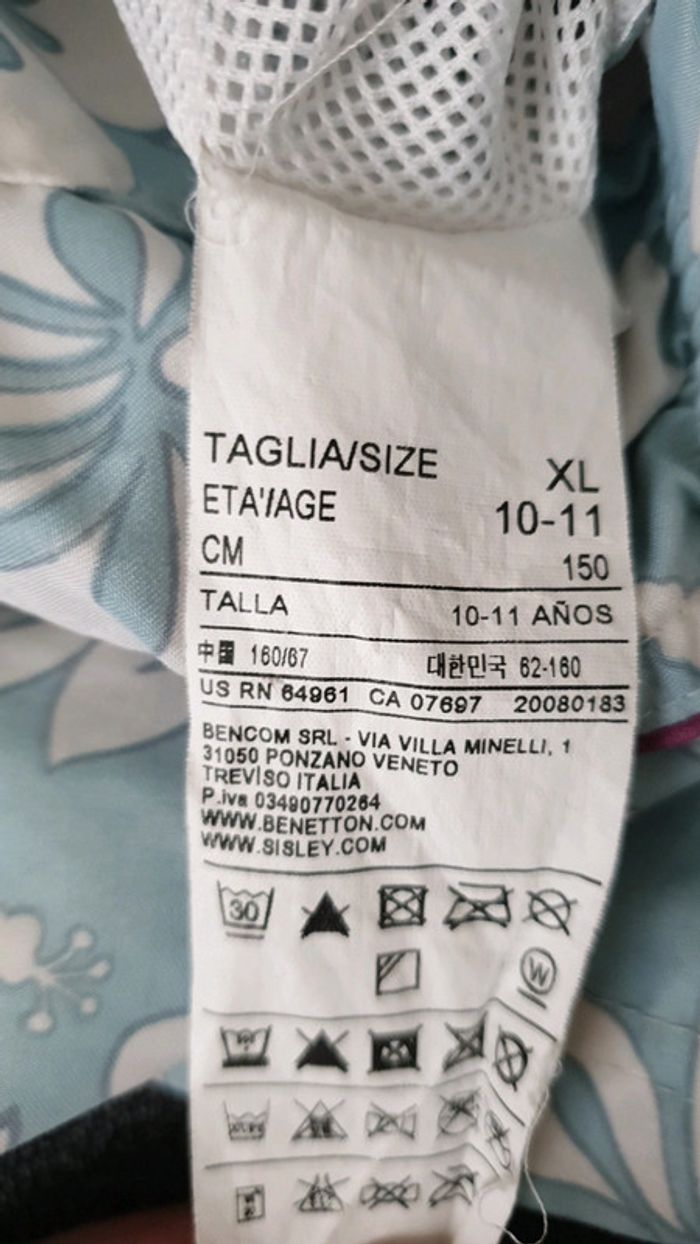 TAGLIA/SIZE XL
ETA'/AGE 10-11
CM 150
TALLA 10-11 AÑOS
中国 160/67 대한민국 62-160
US RN 64961 CA 07697 20080183
BENCOM SRL - VIA VILLA MINELLI, 1
31050 PONZANO VENETO
TREVISO ITALIA
P.iva 03490770264
WWW.BENETTON.COM
WWW.SISLEY.COM
30
W